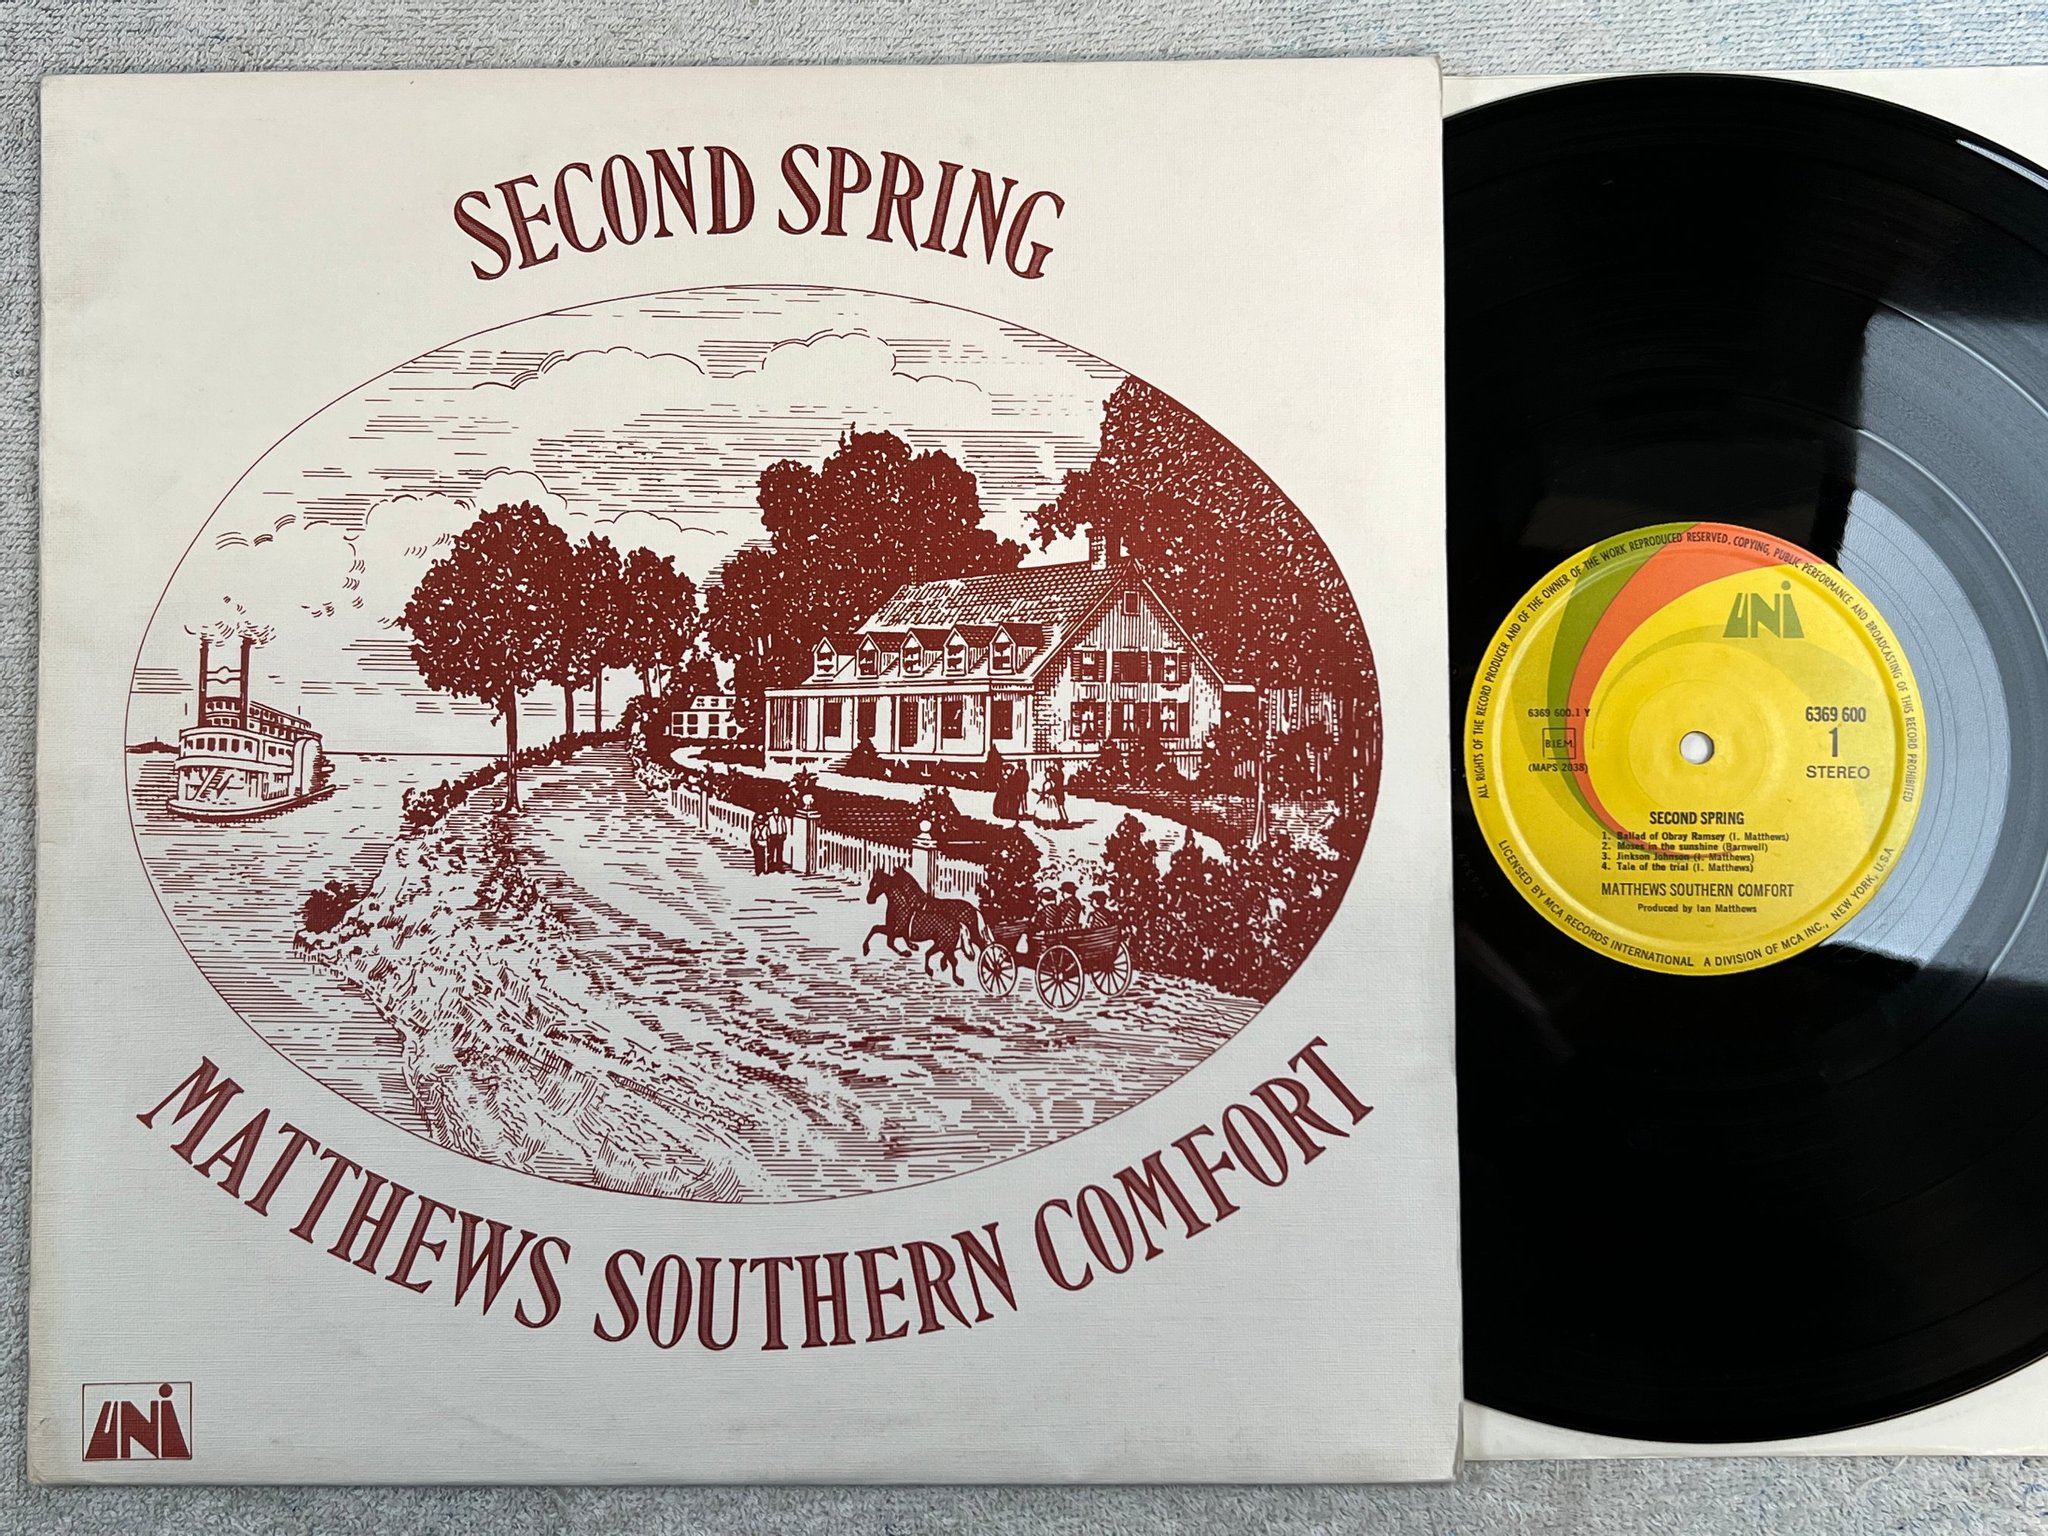 SECOND SPRING
MATTHEWS SOUTHERN COMFORT
UNI
ALL RIGHTS OF THE RECORD PRODUCER AND OF THE OWNER OF THE WORK REPRODUCED RESERVED. COPYING, PUBLIC PERFORMANCE AND BROADCASTING OF THIS RECORD PROHIBITED
UNI
6369 600.1 Y
B.I.E.M.
(MAPS 2038)
6369 600
1
STEREO
SECOND SPRING
1. Ballad of Obray Ramsey (I. Matthews)
2. Moses in the sunshine (Barnwell)
3. Jinkson Johnson (I. Matthews)
4. Tale of the trial (I. Matthews)
MATTHEWS SOUTHERN COMFORT
Produced by Ian Matthews
LICENSED BY MCA RECORDS INTERNATIONAL A DIVISION OF MCA INC., NEW YORK, U.S.A